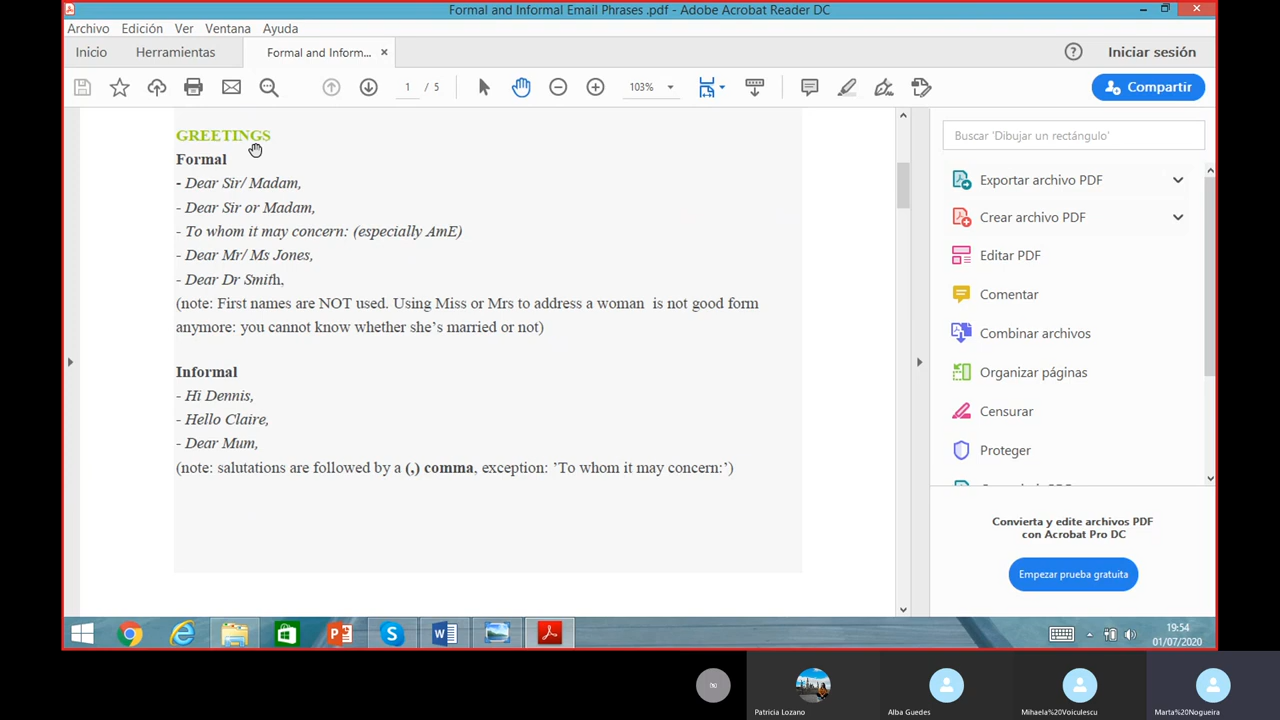 Formal and Informal Email Phrases .pdf - Adobe Acrobat Reader DC
Archivo Edición Ver Ventana Ayuda
Inicio Herramientas Formal and Inform... × Iniciar sesión
1 / 5 103% Compartir
GREETINGS
Formal
- Dear Sir/ Madam,
- Dear Sir or Madam,
- To whom it may concern: (especially AmE)
- Dear Mr/ Ms Jones,
- Dear Dr Smith,
(note: First names are NOT used. Using Miss or Mrs to address a woman is not good form
anymore: you cannot know whether she's married or not)
Informal
- Hi Dennis,
- Hello Claire,
- Dear Mum,
(note: salutations are followed by a (,) comma, exception: 'To whom it may concern:')
Buscar 'Dibujar un rectángulo'
Exportar archivo PDF
Crear archivo PDF
Editar PDF
Comentar
Combinar archivos
Organizar páginas
Censurar
Proteger
Convierta y edite archivos PDF
con Acrobat Pro DC
Empezar prueba gratuita
19:54
01/07/2020
Patricia Lozano
Alba Guedes
Mihaela%20Voiculescu
Marta%20Nogueira